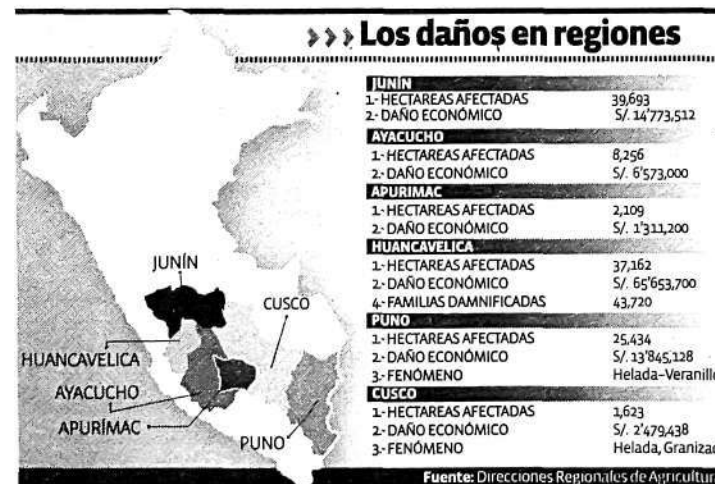 ››› Los daños en regiones
JUNÍN
1.- HECTAREAS AFECTADAS 39,693
2.- DAÑO ECONÓMICO S/. 14'773,512
AYACUCHO
1.- HECTAREAS AFECTADAS 8,256
2.- DAÑO ECONÓMICO S/. 6'573,000
APURIMAC
1.- HECTAREAS AFECTADAS 2,109
2.- DAÑO ECONÓMICO S/. 1'311,200
HUANCAVELICA
1.- HECTAREAS AFECTADAS 37,162
2.- DAÑO ECONÓMICO S/. 65'653,700
4.- FAMILIAS DAMNIFICADAS 43,720
PUNO
1.- HECTAREAS AFECTADAS 25,434
2.- DAÑO ECONÓMICO S/. 13'845,128
3.- FENÓMENO Helada-Veranillo
CUSCO
1.- HECTAREAS AFECTADAS 1,623
2.- DAÑO ECONÓMICO S/. 2'479,438
3.- FENÓMENO Helada, Granizad
Fuente: Direcciones Regionales de Agricultur
JUNÍN
CUSCO
HUANCAVELICA
AYACUCHO
APURÍMAC
PUNO